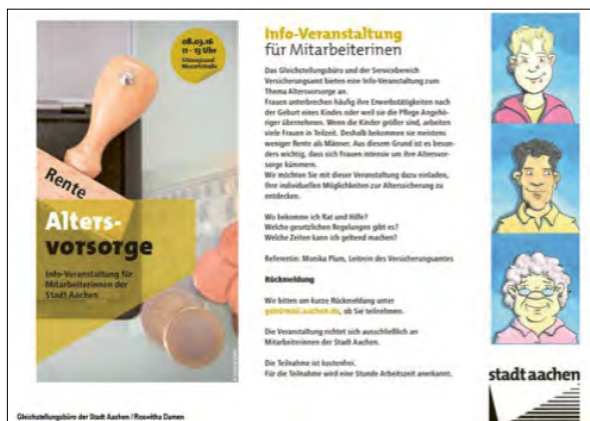 08.03.16
11 - 13 Uhr
Sitzungssaal
Mozartstraße
Rente
Alters-
vorsorge
Info-Veranstaltung für
Mitarbeiterinnen der
Stadt Aachen
Info-Veranstaltung
für Mitarbeiterinen
Das Gleichstellungsbüro und der Servicebereich
Versicherungsamt bieten eine Info-Veranstaltung zum
Thema Altersvorsorge an.
Frauen unterbrechen häufig ihre Erwerbstätigkeiten nach
der Geburt eines Kindes oder weil sie die Pflege Angehö-
riger übernehmen. Wenn die Kinder größer sind, arbeiten
viele Frauen in Teilzeit. Deshalb bekommen sie meistens
weniger Rente als Männer. Aus diesem Grund ist es beson-
ders wichtig, dass sich Frauen intensiv um ihre Altersvor-
sorge kümmern.
Wir möchten Sie mit dieser Veranstaltung dazu einladen,
Ihre individuellen Möglichkeiten zur Alterssicherung zu
entdecken.
Wo bekomme ich Rat und Hilfe?
Welche gesetzlichen Regelungen gibt es?
Welche Zeiten kann ich geltend machen?
Referentin: Monika Plum, Leiterin des Versicherungsamtes
Rückmeldung
Wir bitten um kurze Rückmeldung unter
, ob Sie teilnehmen.
Die Veranstaltung richtet sich ausschließlich an
Mitarbeiterinnen der Stadt Aachen.
Die Teilnahme ist kostenfrei.
Für die Teilnahme wird eine Stunde Arbeitszeit anerkannt.
stadt aachen
Gleichstellungsbüro der Stadt Aachen / Roswitha Damen